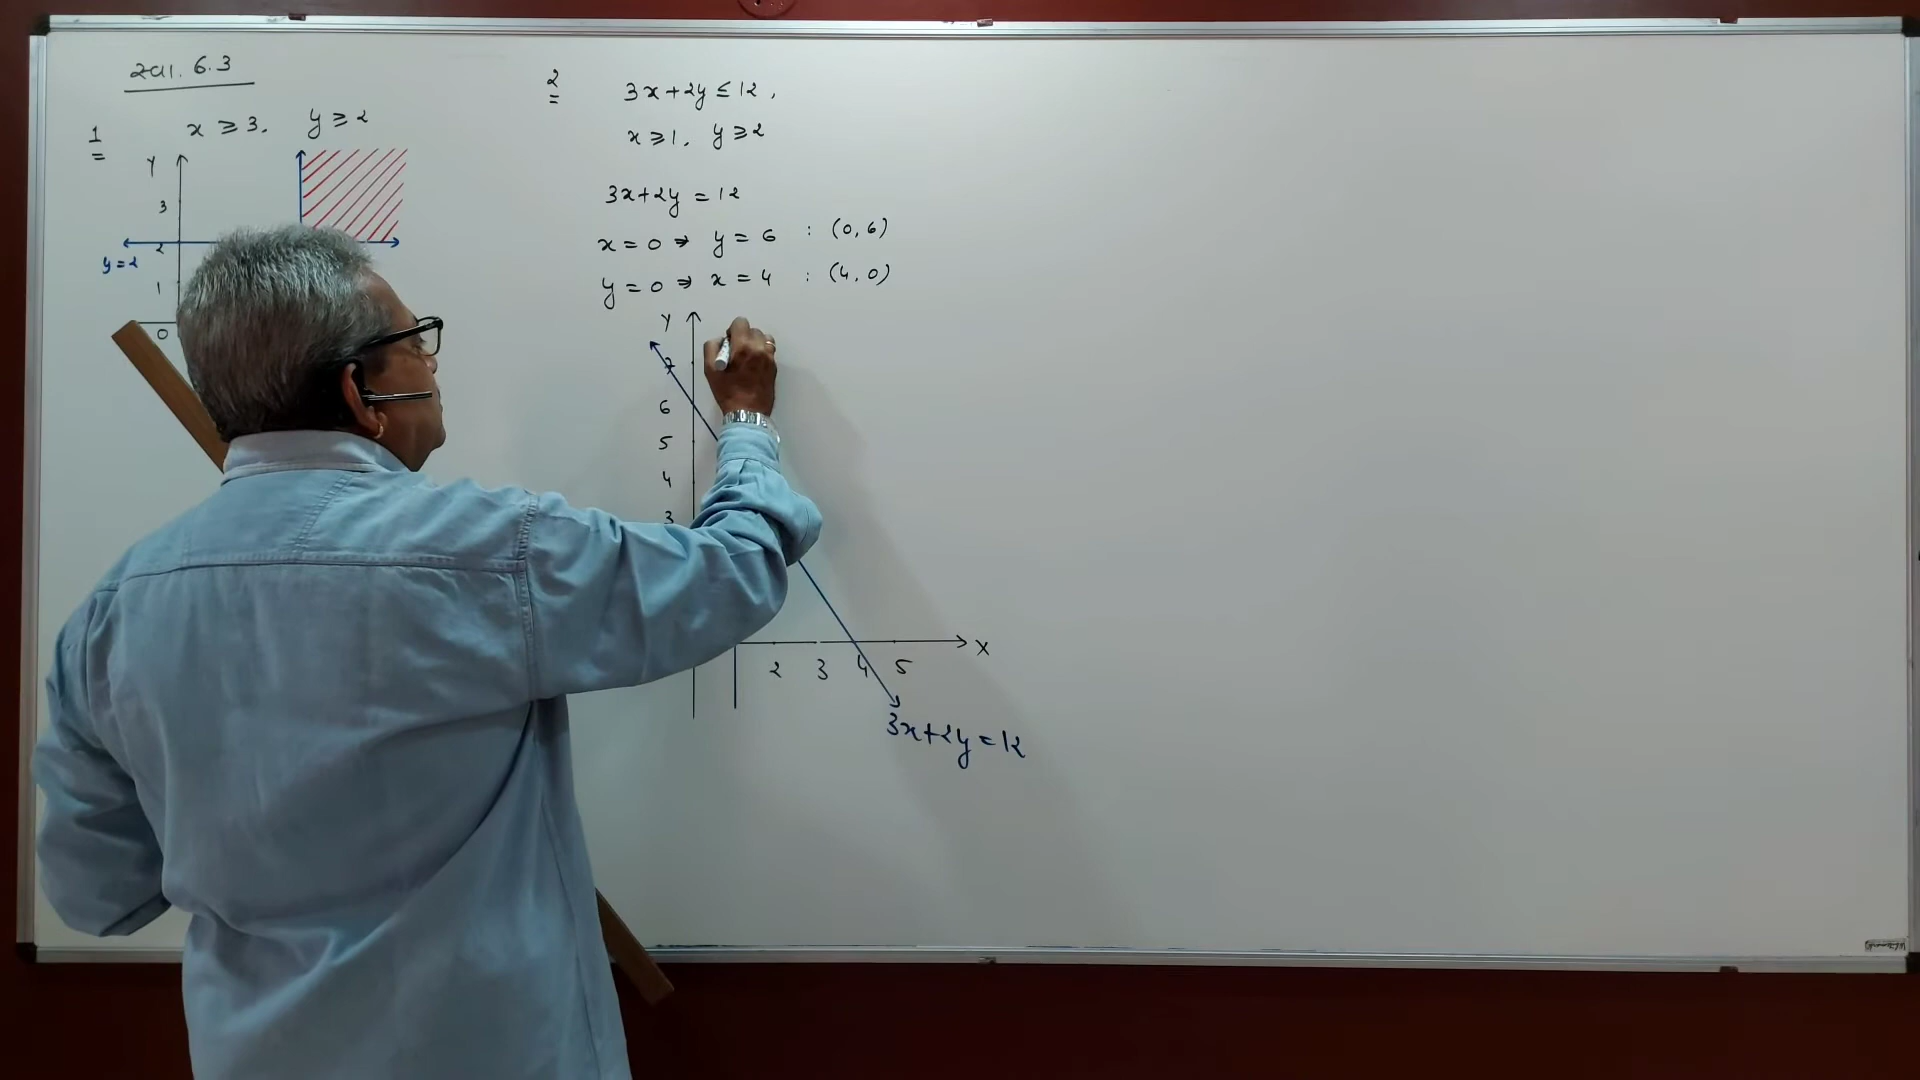 સ્વા. 6.3
1
x ≥ 3, y ≥ 2
Y
3
2
y = 2
1
0
2
3x + 2y ≤ 12,
x ≥ 1, y ≥ 2
3x + 2y = 12
x = 0 ⇒ y = 6 : (0, 6)
y = 0 ⇒ x = 4 : (4, 0)
Y
7
6
5
4
3
2 3 4 5 X
3x + 2y = 12